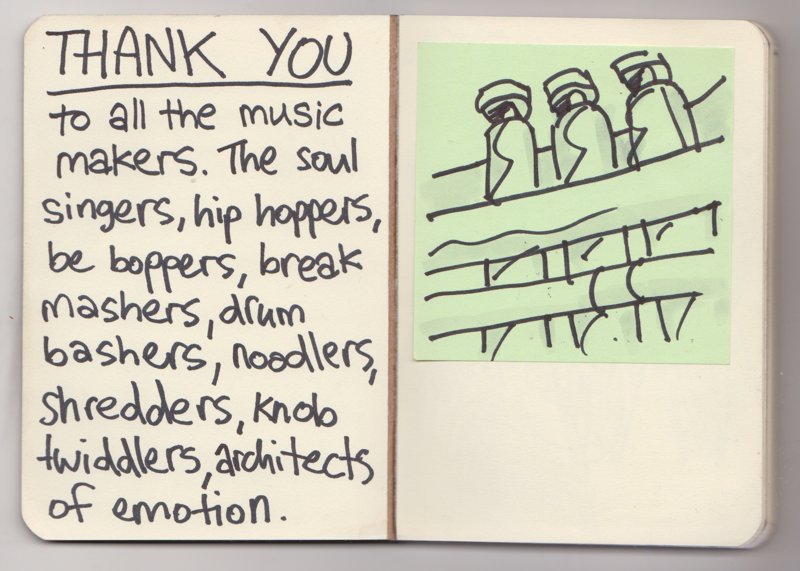 THANK YOU
to all the music
makers. The soul
singers, hip hoppers,
be boppers, break
mashers, drum
bashers, noodlers,
shredders, knob
twiddlers, architects
of emotion.